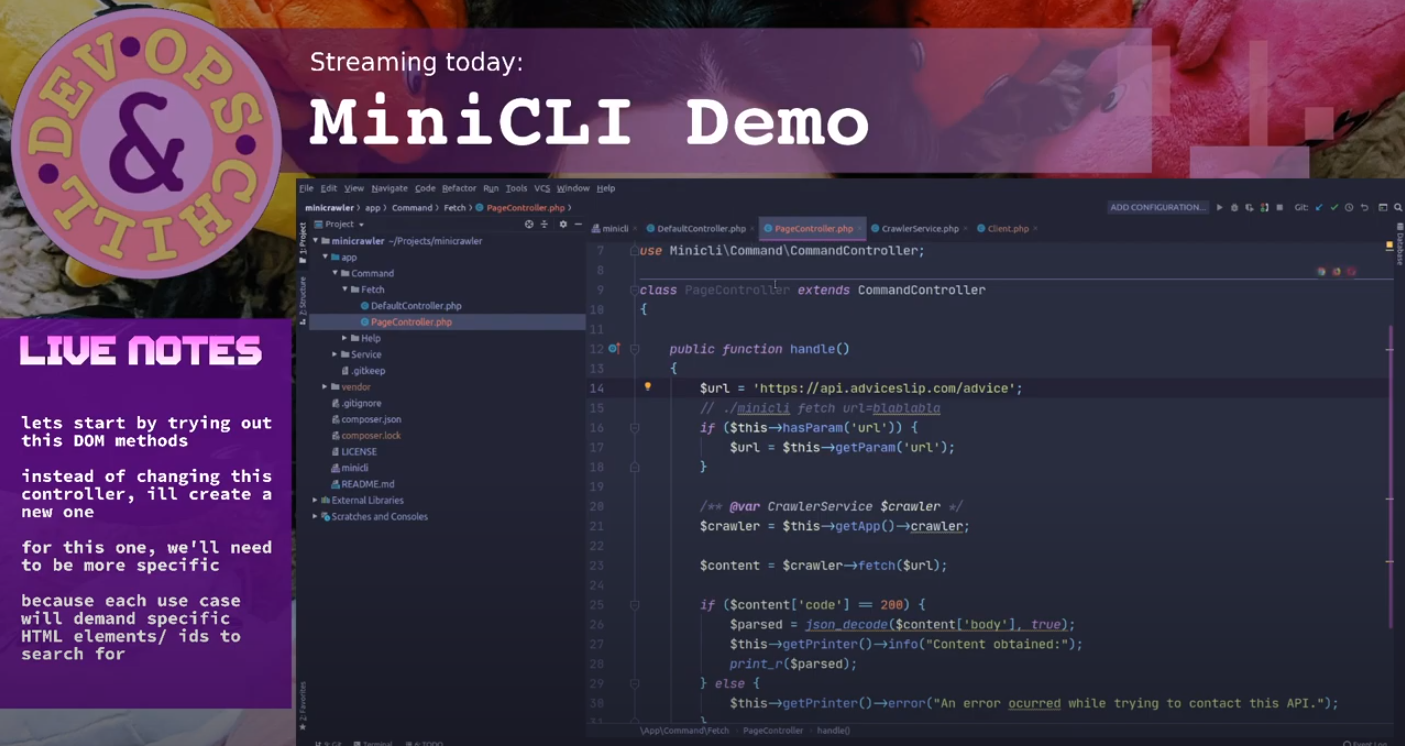 DEV·OPS
&
CHILL
Streaming today:
MiniCLI Demo
LIVE NOTES
lets start by trying out
this DOM methods
instead of changing this
controller, ill create a
new one
for this one, we'll need
to be more specific
because each use case
will demand specific
HTML elements/ ids to
search for
File Edit View Navigate Code Refactor Run Tools VCS Window Help
minicrawler › app › Command › Fetch › PageController.php ›
ADD CONFIGURATION...
Git:
1: Project
Z: Structure
2: Favorites
Database
Project
minicrawler ~/Projects/minicrawler
app
Command
Fetch
DefaultController.php
PageController.php
Help
Service
.gitkeep
vendor
.gitignore
composer.json
composer.lock
LICENSE
minicli
README.md
External Libraries
Scratches and Consoles
minicli × DefaultController.php × PageController.php × CrawlerService.php × Client.php ×
7 use Minicli\Command\CommandController;
8
9 class PageController extends CommandController
10 {
11
12 public function handle()
13 {
14 $url = 'https://api.adviceslip.com/advice';
15 // ./minicli fetch url=blablabla
16 if ($this→hasParam('url')) {
17 $url = $this→getParam('url');
18 }
19
20 /** @var CrawlerService $crawler */
21 $crawler = $this→getApp()→crawler;
22
23 $content = $crawler→fetch($url);
24
25 if ($content['code'] == 200) {
26 $parsed = json_decode($content['body'], true);
27 $this→getPrinter()→info("Content obtained:");
28 print_r($parsed);
29 } else {
30 $this→getPrinter()→error("An error ocurred while trying to contact this API.");
31 }
\App\Command\Fetch › PageController › handle()
Terminal
TODO
Event Log